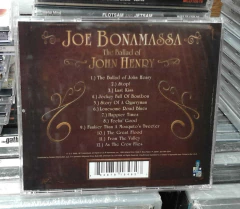 JOE BONAMASSA
The Ballad of
JOHN HENRY
1.) The Ballad of John Henry
2.) Stop!
3.) Last Kiss
4.) Jockey Full Of Bourbon
5.) Story Of A Quarryman
6.) Lonesome Road Blues
7.) Happier Times
8.) Feelin' Good
9.) Funkier Than A Mosquito's Tweeter
10.) The Great Flood
11.) From The Valley
12.) As The Crow Flies